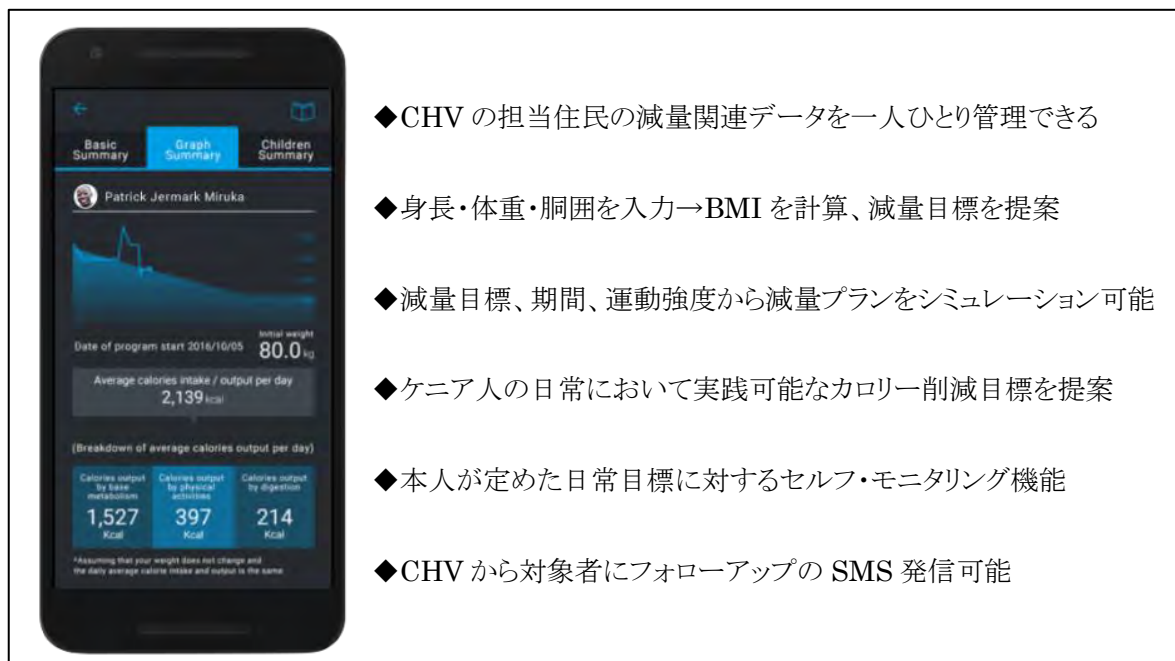 Basic Summary
Graph Summary
Children Summary
Patrick Jermark Miruka
Initial weight
Date of program start 2016/10/05
80.0 kg
Average calories intake / output per day
2,139 kcal
(Breakdown of average calories output per day)
Calories output by base metabolism
1,527
Kcal
Calories output by physical activities
397
Kcal
Calories output by digestion
214
Kcal
*Assuming that your weight does not change and
the daily average calorie intake and output is the same
◆CHV の担当住民の減量関連データを一人ひとり管理できる
◆身長・体重・胴囲を入力→BMI を計算、減量目標を提案
◆減量目標、期間、運動強度から減量プランをシミュレーション可能
◆ケニア人の日常において実践可能なカロリー削減目標を提案
◆本人が定めた日常目標に対するセルフ・モニタリング機能
◆CHV から対象者にフォローアップの SMS 発信可能